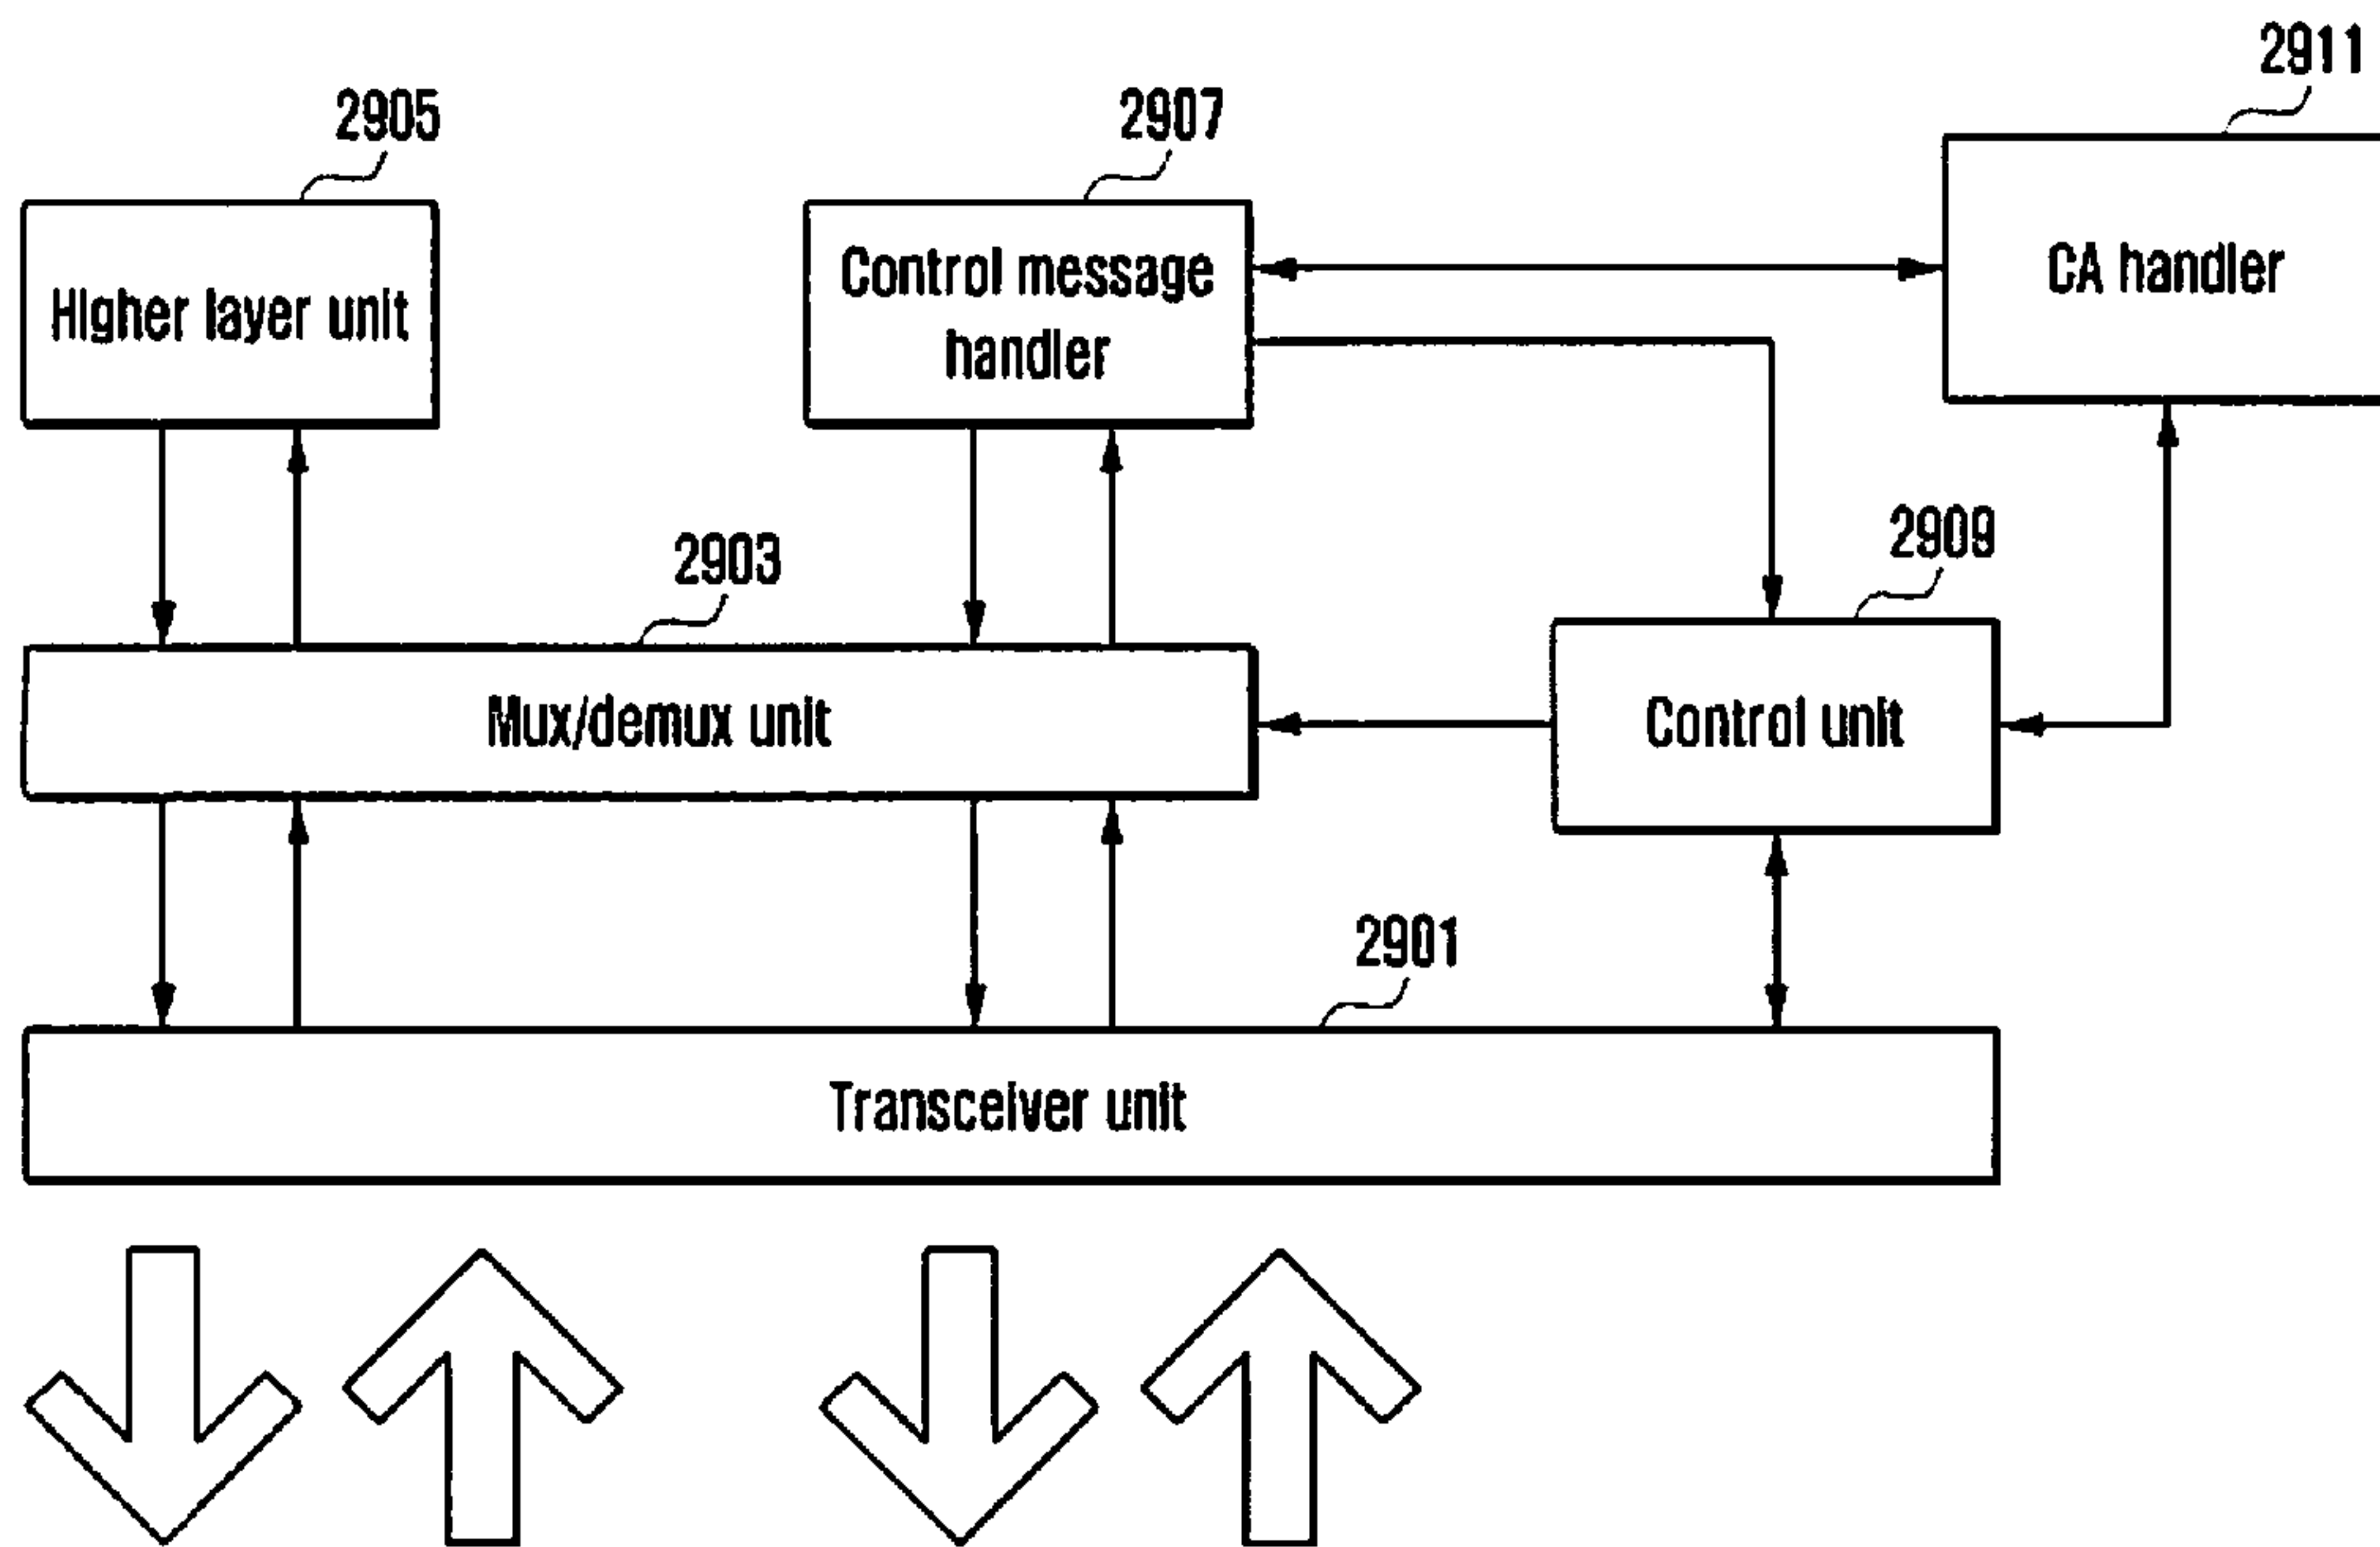 2911
2905
2907
Higher layer unit
Control message
handler
CA handler
2903
2909
Mux/demux unit
Control unit
2901
Transceiver unit